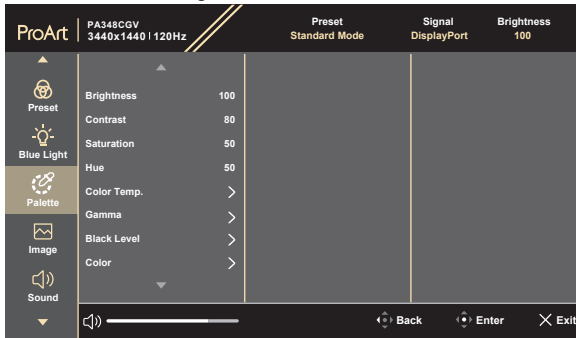 ProArt
PA348CGV
3440x1440 120Hz
Preset
Standard Mode
Signal
DisplayPort
Brightness
100
Preset
Blue Light
Palette
Image
Sound
Brightness 100
Contrast 80
Saturation 50
Hue 50
Color Temp.
Gamma
Black Level
Color
Back
Enter
Exit